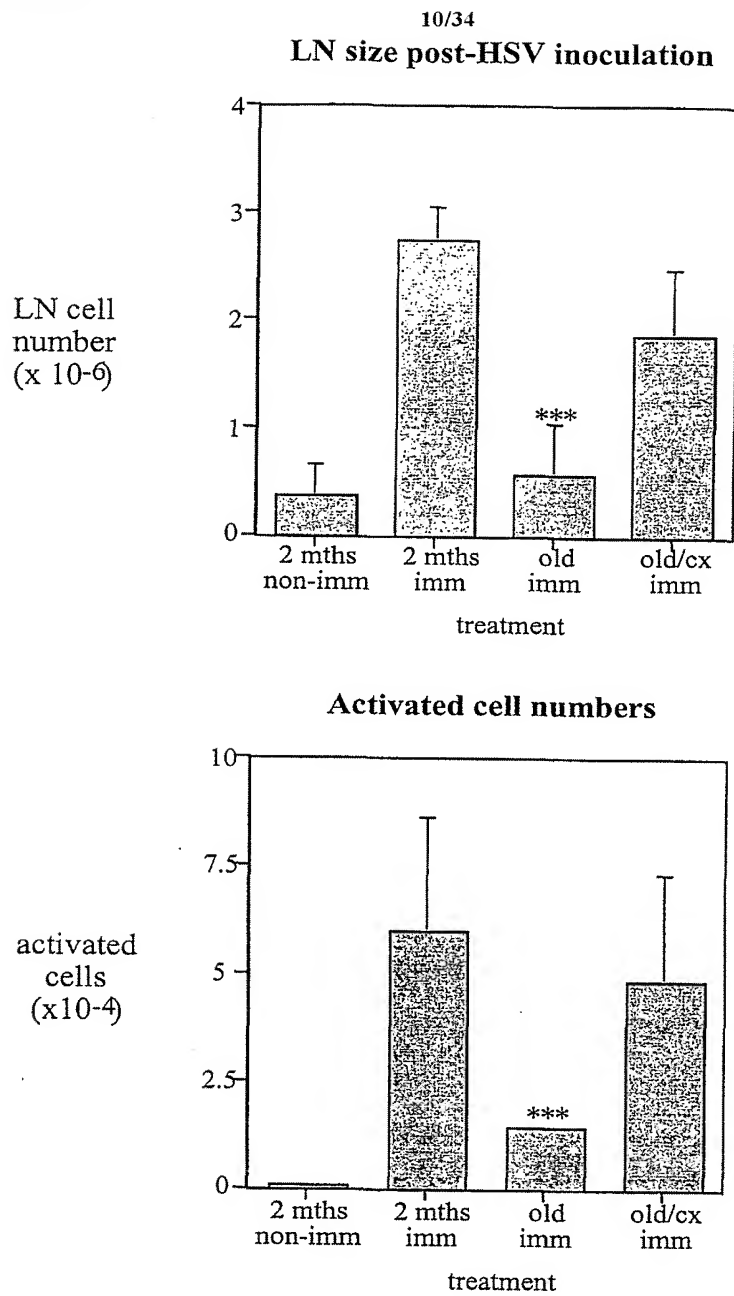 10/34
LN size post-HSV inoculation
4
3
2
1
0
LN cell
number
(x 10-6)
***
2 mths
non-imm
2 mths
imm
old
imm
old/cx
imm
treatment
Activated cell numbers
10
7.5
5
2.5
0
activated
cells
(x10-4)
***
2 mths
non-imm
2 mths
imm
old
imm
old/cx
imm
treatment